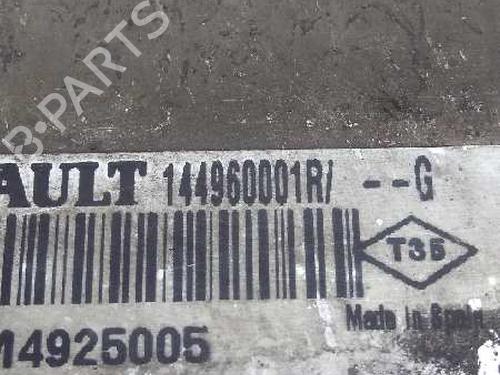 B-PARTS
AULT 144960001R/ --G
T35
Made in Spain
14925005